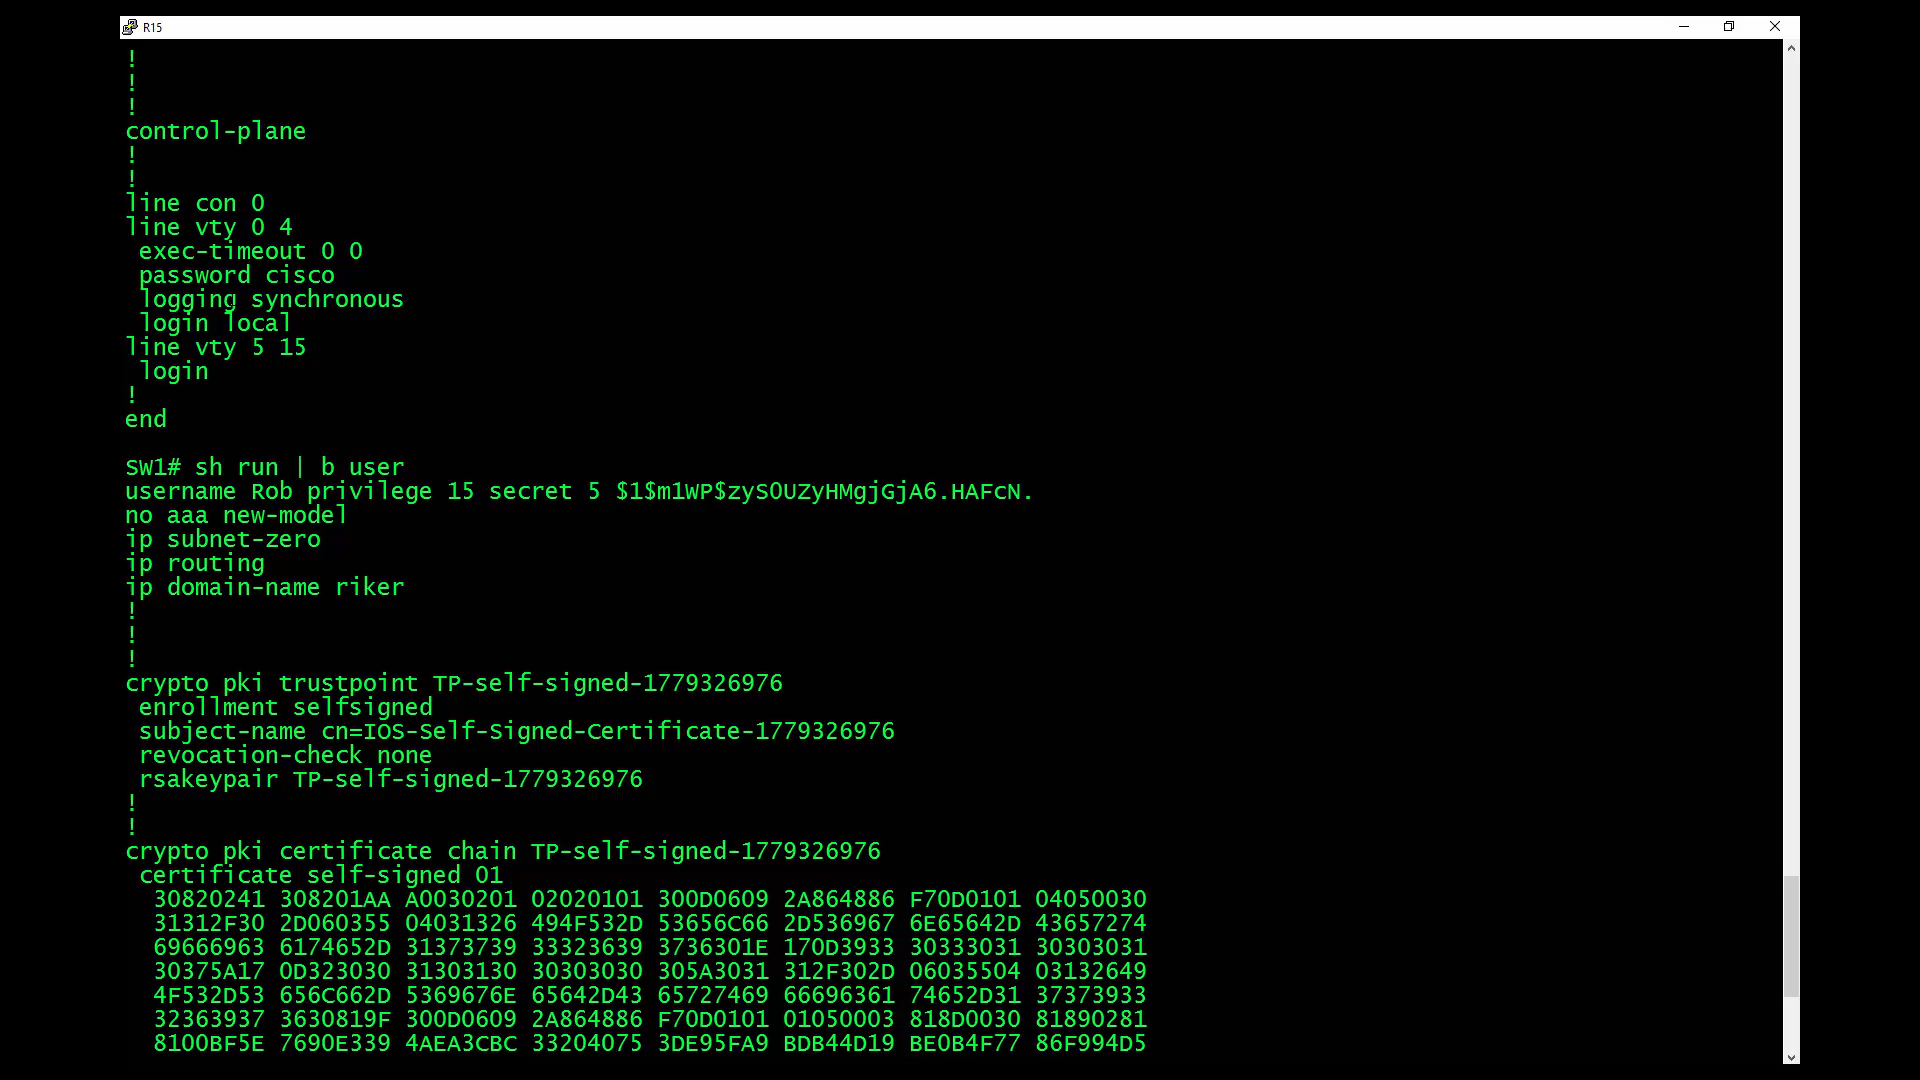 R15
!
!
!
control-plane
!
!
line con 0
line vty 0 4
 exec-timeout 0 0
 password cisco
 logging synchronous
 login local
line vty 5 15
 login
!
end
SW1# sh run | b user
username Rob privilege 15 secret 5 $1$m1WP$zySOUZyHMgjGjA6.HAFcN.
no aaa new-model
ip subnet-zero
ip routing
ip domain-name riker
!
!
!
crypto pki trustpoint TP-self-signed-1779326976
 enrollment selfsigned
 subject-name cn=IOS-Self-Signed-Certificate-1779326976
 revocation-check none
 rsakeypair TP-self-signed-1779326976
!
!
crypto pki certificate chain TP-self-signed-1779326976
 certificate self-signed 01
  30820241 308201AA A0030201 02020101 300D0609 2A864886 F70D0101 04050030
  31312F30 2D060355 04031326 494F532D 53656C66 2D536967 6E65642D 43657274
  69666963 6174652D 31373739 33323639 3736301E 170D3933 30333031 30303031
  30375A17 0D323030 31303130 30303030 305A3031 312F302D 06035504 03132649
  4F532D53 656C662D 5369676E 65642D43 65727469 66696361 74652D31 37373933
  32363937 3630819F 300D0609 2A864886 F70D0101 01050003 818D0030 81890281
  8100BF5E 7690E339 4AEA3CBC 33204075 3DE95FA9 BDB44D19 BE0B4F77 86F994D5